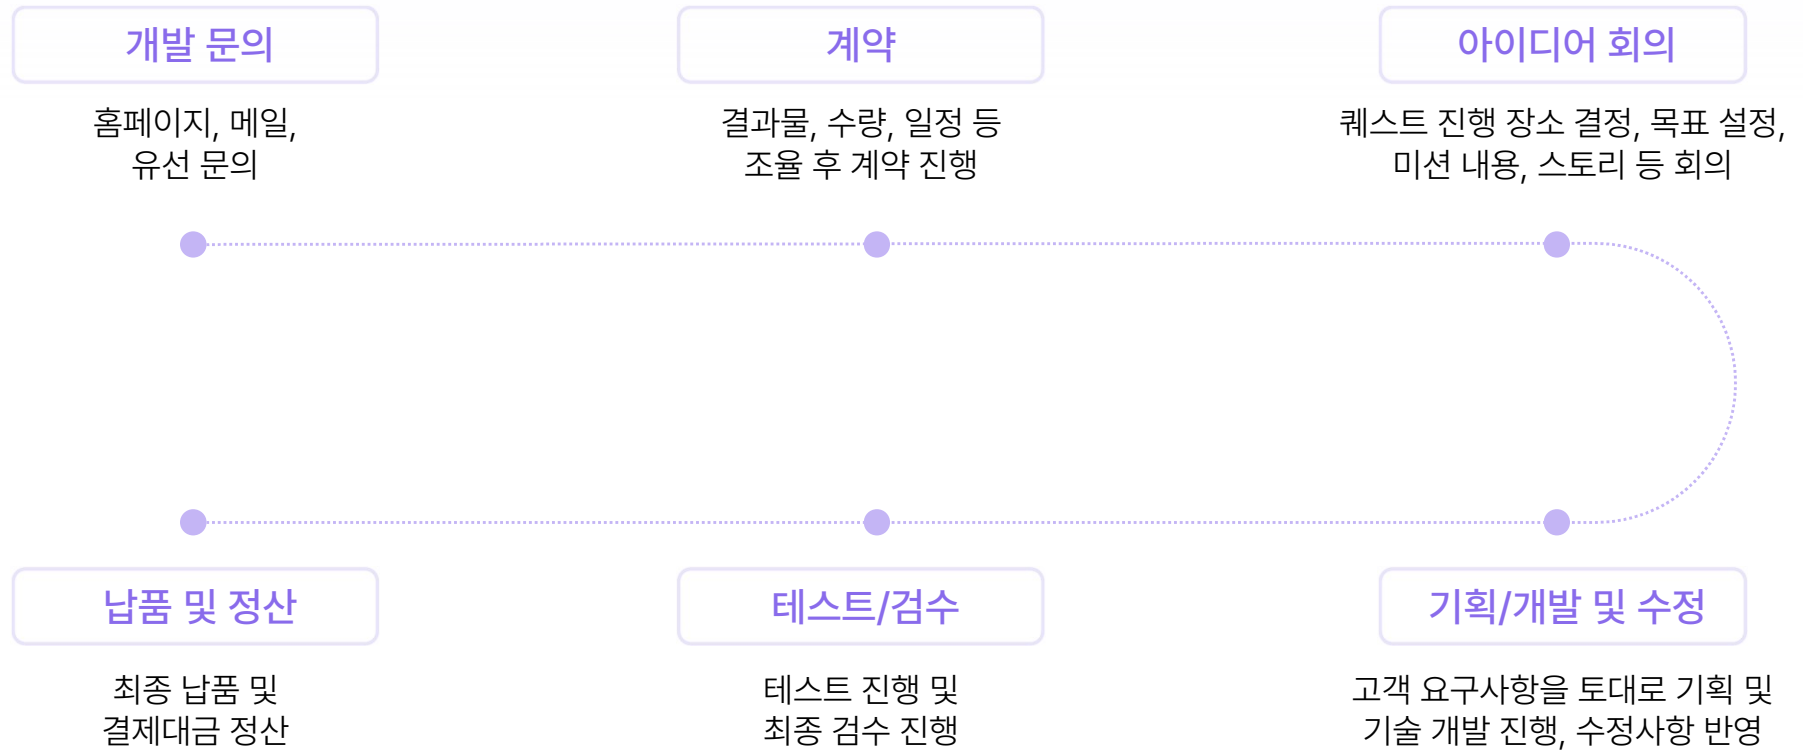 개발 문의
홈페이지, 메일,
유선 문의
계약
결과물, 수량, 일정 등
조율 후 계약 진행
아이디어 회의
퀘스트 진행 장소 결정, 목표 설정,
미션 내용, 스토리 등 회의
기획/개발 및 수정
고객 요구사항을 토대로 기획 및
기술 개발 진행, 수정사항 반영
테스트/검수
테스트 진행 및
최종 검수 진행
납품 및 정산
최종 납품 및
결제대금 정산